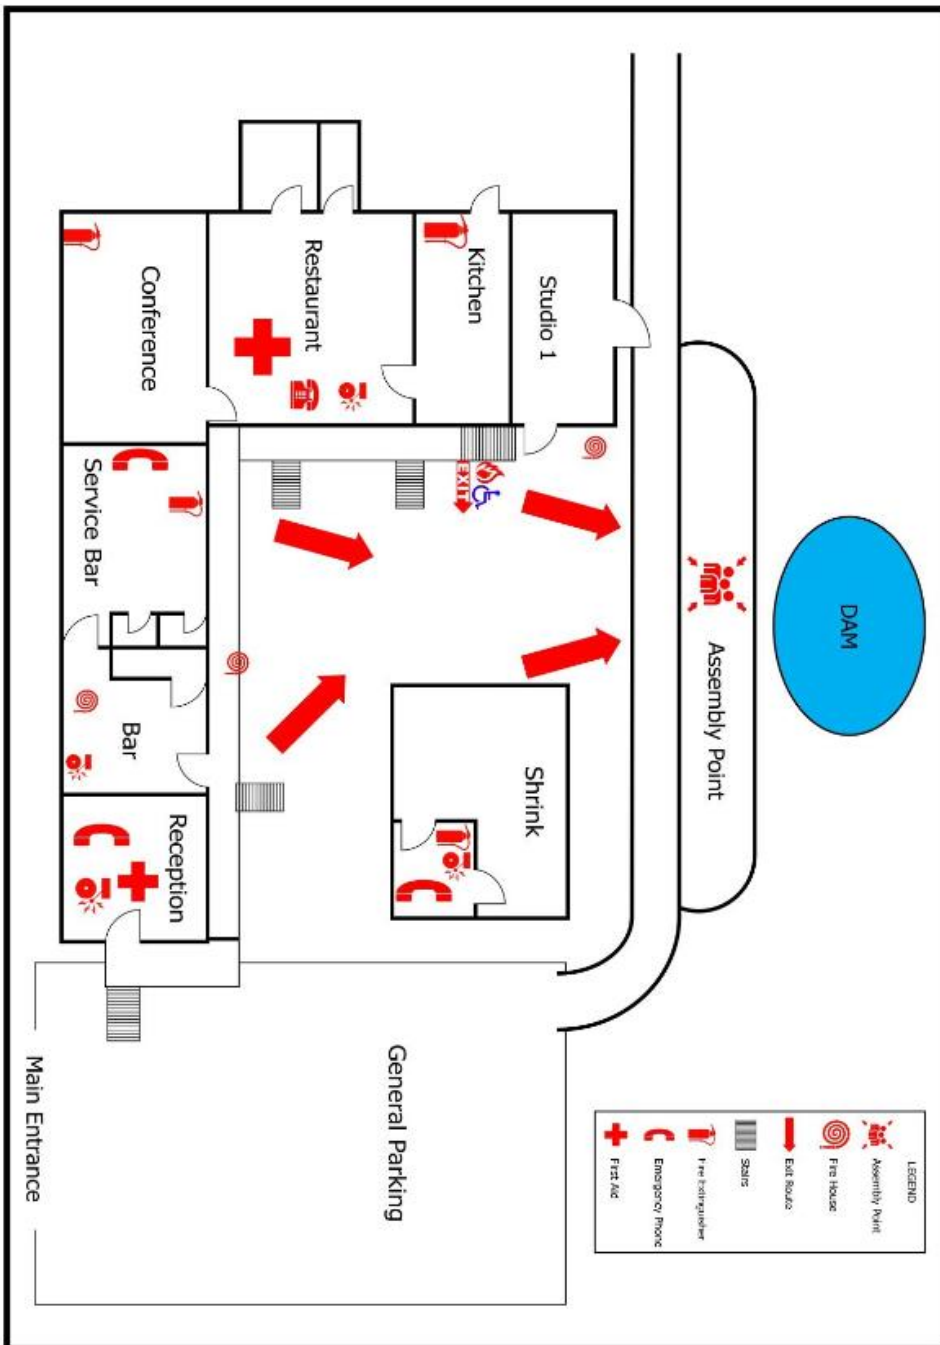 DAM
Assembly Point
Studio 1
Kitchen
Restaurant
Conference
EXIT
Service Bar
Shrink
Bar
Reception
General Parking
Main Entrance
LEGEND
Assembly Point
Fire House
Exit Route
Stairs
Fire Extinguisher
Emergency Phone
First Aid